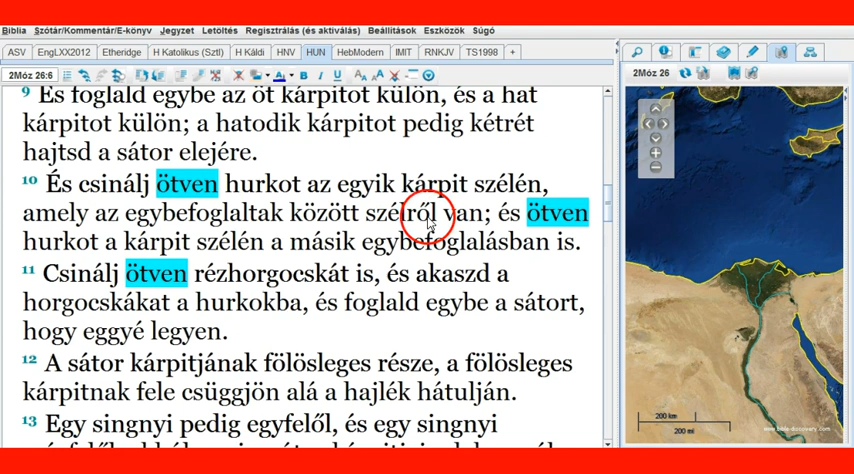 Biblia Szótár/Kommentár/E-könyv Jegyzet Letöltés Regisztrálás (és aktiválás) Beállítások Eszközök Súgó
ASV EngLXX2012 Etheridge H Katolikus (Sztl) H Káldi HNV HUN HebModern IMIT RNKJV TS1998 +
2Móz 26:6
2Móz 26
9 És foglald egybe az öt kárpitot külön, és a hat
kárpitot külön; a hatodik kárpitot pedig kétrét
hajtsd a sátor elejére.
10 És csinálj ötven hurkot az egyik kárpit szélén,
amely az egybefoglaltak között szélről van; és ötven
hurkot a kárpit szélén a másik egybefoglalásban is.
11 Csinálj ötven rézhorgocskát is, és akaszd a
horgocskákat a hurkokba, és foglald egybe a sátort,
hogy eggyé legyen.
12 A sátor kárpitjának fölösleges része, a fölösleges
kárpitnak fele csüggjön alá a hajlék hátulján.
13 Egy singnyi pedig egyfelől, és egy singnyi
200 km
200 mi
www.bible-discovery.com